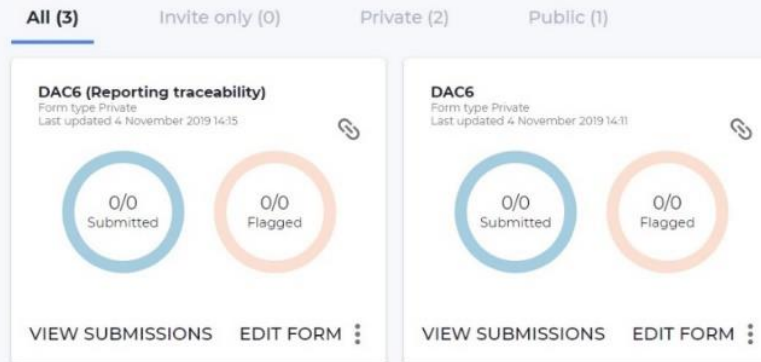 All (3) Invite only (0) Private (2) Public (1)
DAC6 (Reporting traceability)
Form type Private
Last updated 4 November 2019 14:15
0/0
Submitted
0/0
Flagged
VIEW SUBMISSIONS EDIT FORM
DAC6
Form type Private
Last updated 4 November 2019 14:11
0/0
Submitted
0/0
Flagged
VIEW SUBMISSIONS EDIT FORM